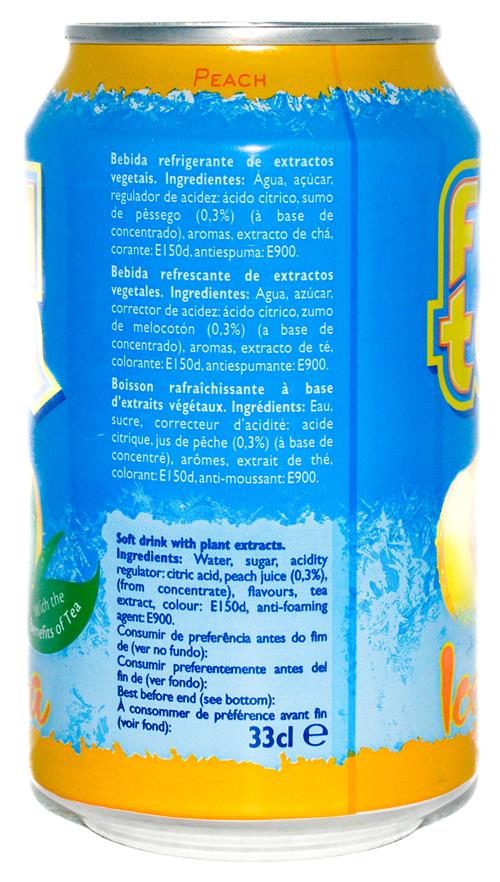 PEACH
Bebida refrigerante de extractos
vegetais. Ingredientes: Água, açúcar,
regulador de acidez: ácido cítrico, sumo
de pêssego (0,3%) (à base de
concentrado), aromas, extracto de chá,
corante: E150d, antiespuma: E900.
Bebida refrescante de extractos
vegetales. Ingredientes: Agua, azúcar,
corrector de acidez: ácido cítrico, zumo
de melocotón (0,3%) (a base de
concentrado), aromas, extracto de té,
colorante: E150d, antiespumante: E900.
Boisson rafraîchissante à base
d'extraits végétaux. Ingrédients: Eau,
sucre, correcteur d'acidité: acide
citrique, jus de pêche (0,3%) (à base de
concentré), arômes, extrait de thé,
colorant: E150d, anti-moussant: E900.
Soft drink with plant extracts.
Ingredients: Water, sugar, acidity
regulator: citric acid, peach juice (0,3%),
(from concentrate), flavours, tea
extract, colour: E150d, anti-foaming
agent: E900.
Consumir de preferência antes do fim
de (ver no fundo):
Consumir preferentemente antes del
fin de (ver fondo):
Best before end (see bottom):
À consommer de préférence avant fin
(voir fond):
33cl e
With the
Benefits of Tea